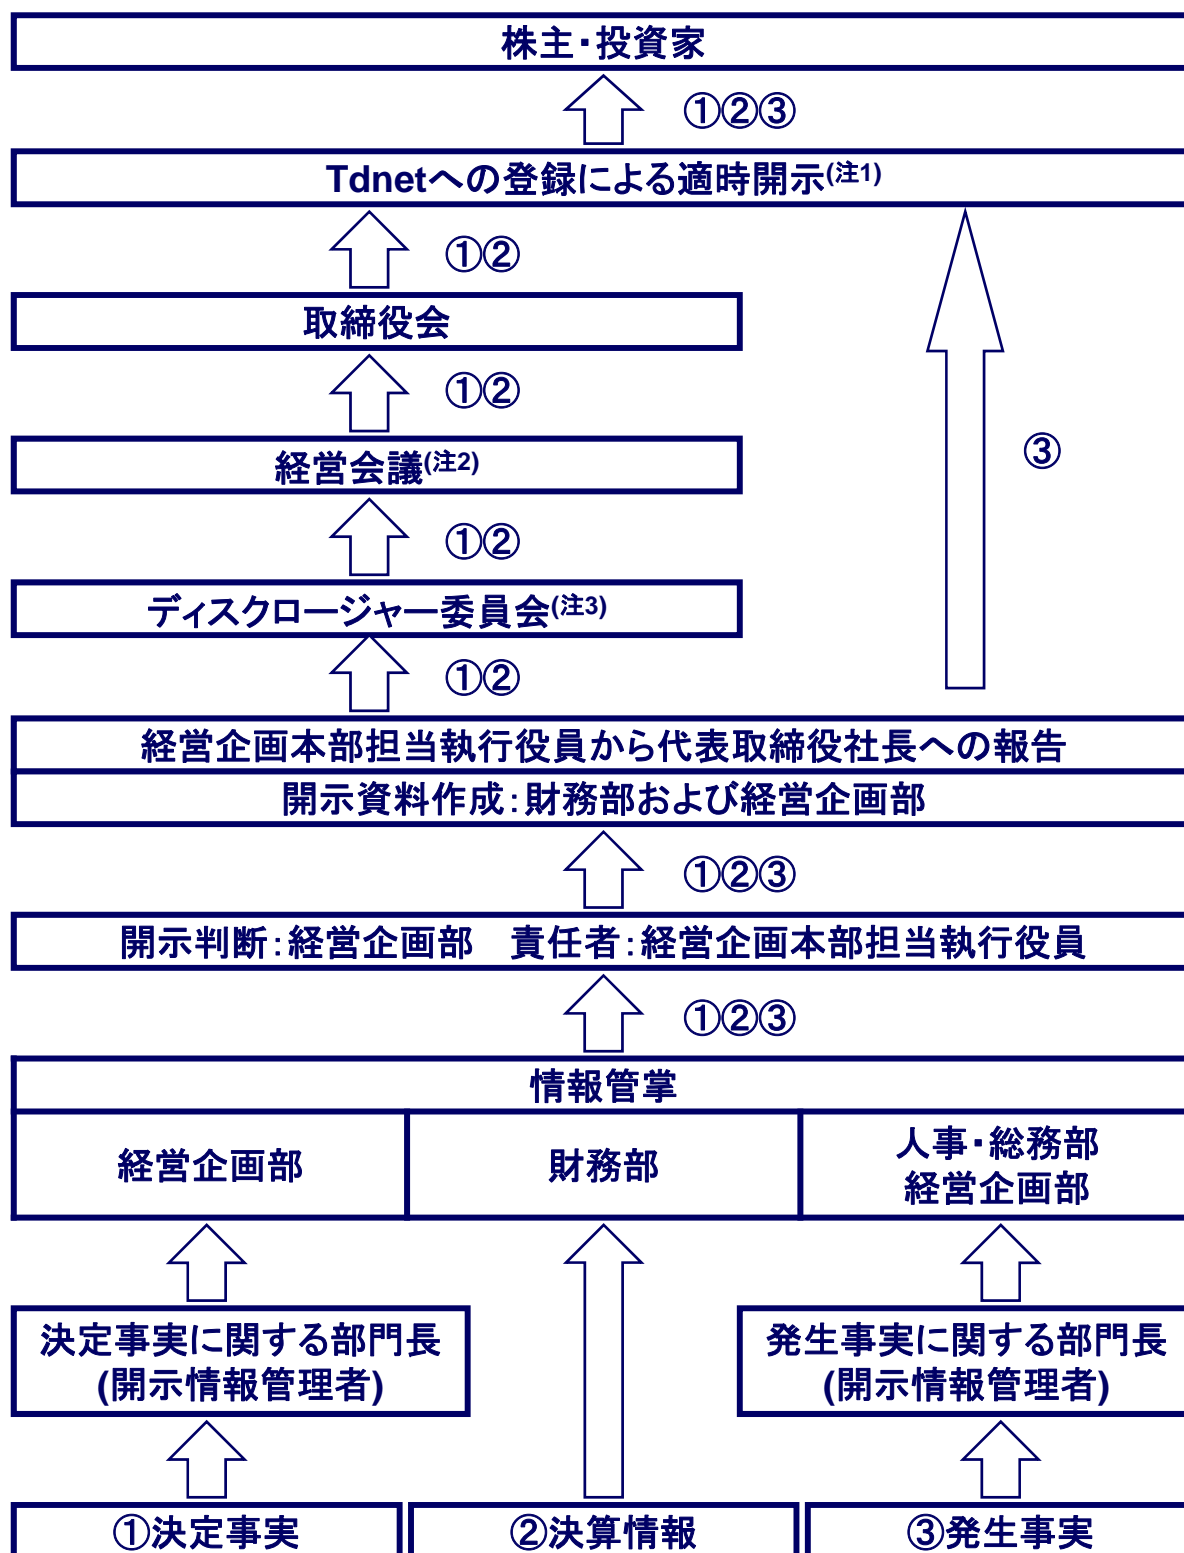 株主・投資家
①②③
Tdnetへの登録による適時開示(注1)
①②
取締役会
①②
経営会議(注2)
③
①②
ディスクロージャー委員会(注3)
①②
経営企画本部担当執行役員から代表取締役社長への報告
開示資料作成:財務部および経営企画部
①②③
開示判断:経営企画部　責任者:経営企画本部担当執行役員
①②③
情報管掌
経営企画部
財務部
人事・総務部
経営企画部
決定事実に関する部門長
(開示情報管理者)
発生事実に関する部門長
(開示情報管理者)
①決定事実
②決算情報
③発生事実